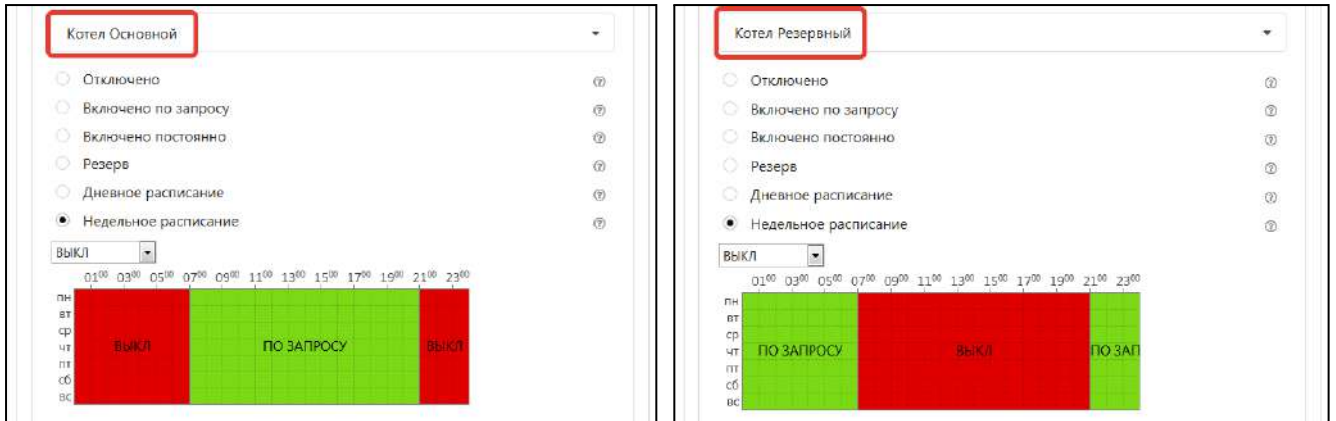 Котел Основной
Отключено
Включено по запросу
Включено постоянно
Резерв
Дневное расписание
Недельное расписание
ВЫКЛ
01⁰⁰ 03⁰⁰ 05⁰⁰ 07⁰⁰ 09⁰⁰ 11⁰⁰ 13⁰⁰ 15⁰⁰ 17⁰⁰ 19⁰⁰ 21⁰⁰ 23⁰⁰
пн
вт
ср
чт ВЫКЛ ПО ЗАПРОСУ ВЫКЛ
пт
сб
вс
Котел Резервный
Отключено
Включено по запросу
Включено постоянно
Резерв
Дневное расписание
Недельное расписание
ВЫКЛ
01⁰⁰ 03⁰⁰ 05⁰⁰ 07⁰⁰ 09⁰⁰ 11⁰⁰ 13⁰⁰ 15⁰⁰ 17⁰⁰ 19⁰⁰ 21⁰⁰ 23⁰⁰
пн
вт
ср
чт ПО ЗАПРОСУ ВЫКЛ ПО ЗАП
пт
сб
вс